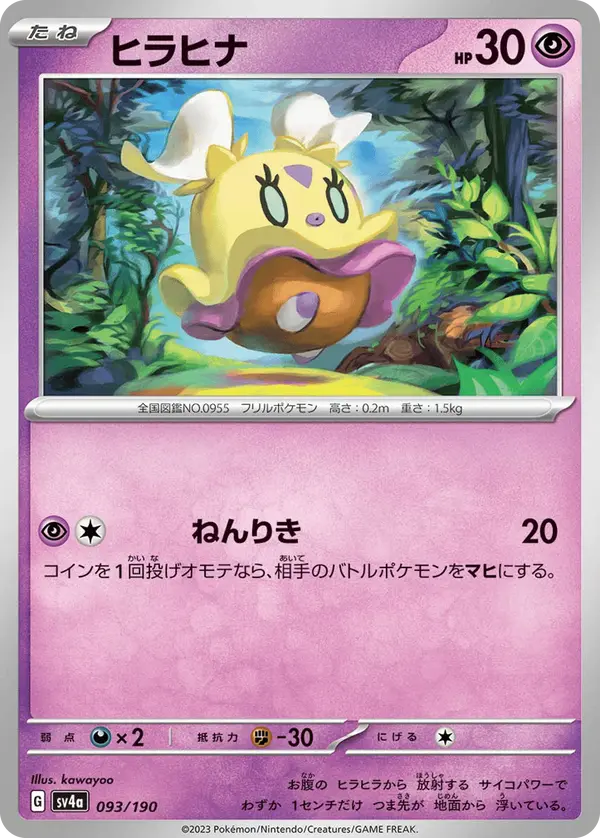 たね ヒラヒナ HP30
全国図鑑NO.0955 フリルポケモン 高さ:0.2m 重さ:1.5kg
ねんりき 20
コインを1回投げオモテなら、相手のバトルポケモンをマヒにする。
弱点 ×2 抵抗力 -30 にげる
Illus. kawayoo
G sv4a 093/190
お腹の ヒラヒラから 放射する サイコパワーで
わずか 1センチだけ つま先が 地面から 浮いている。
©2023 Pokémon/Nintendo/Creatures/GAME FREAK.